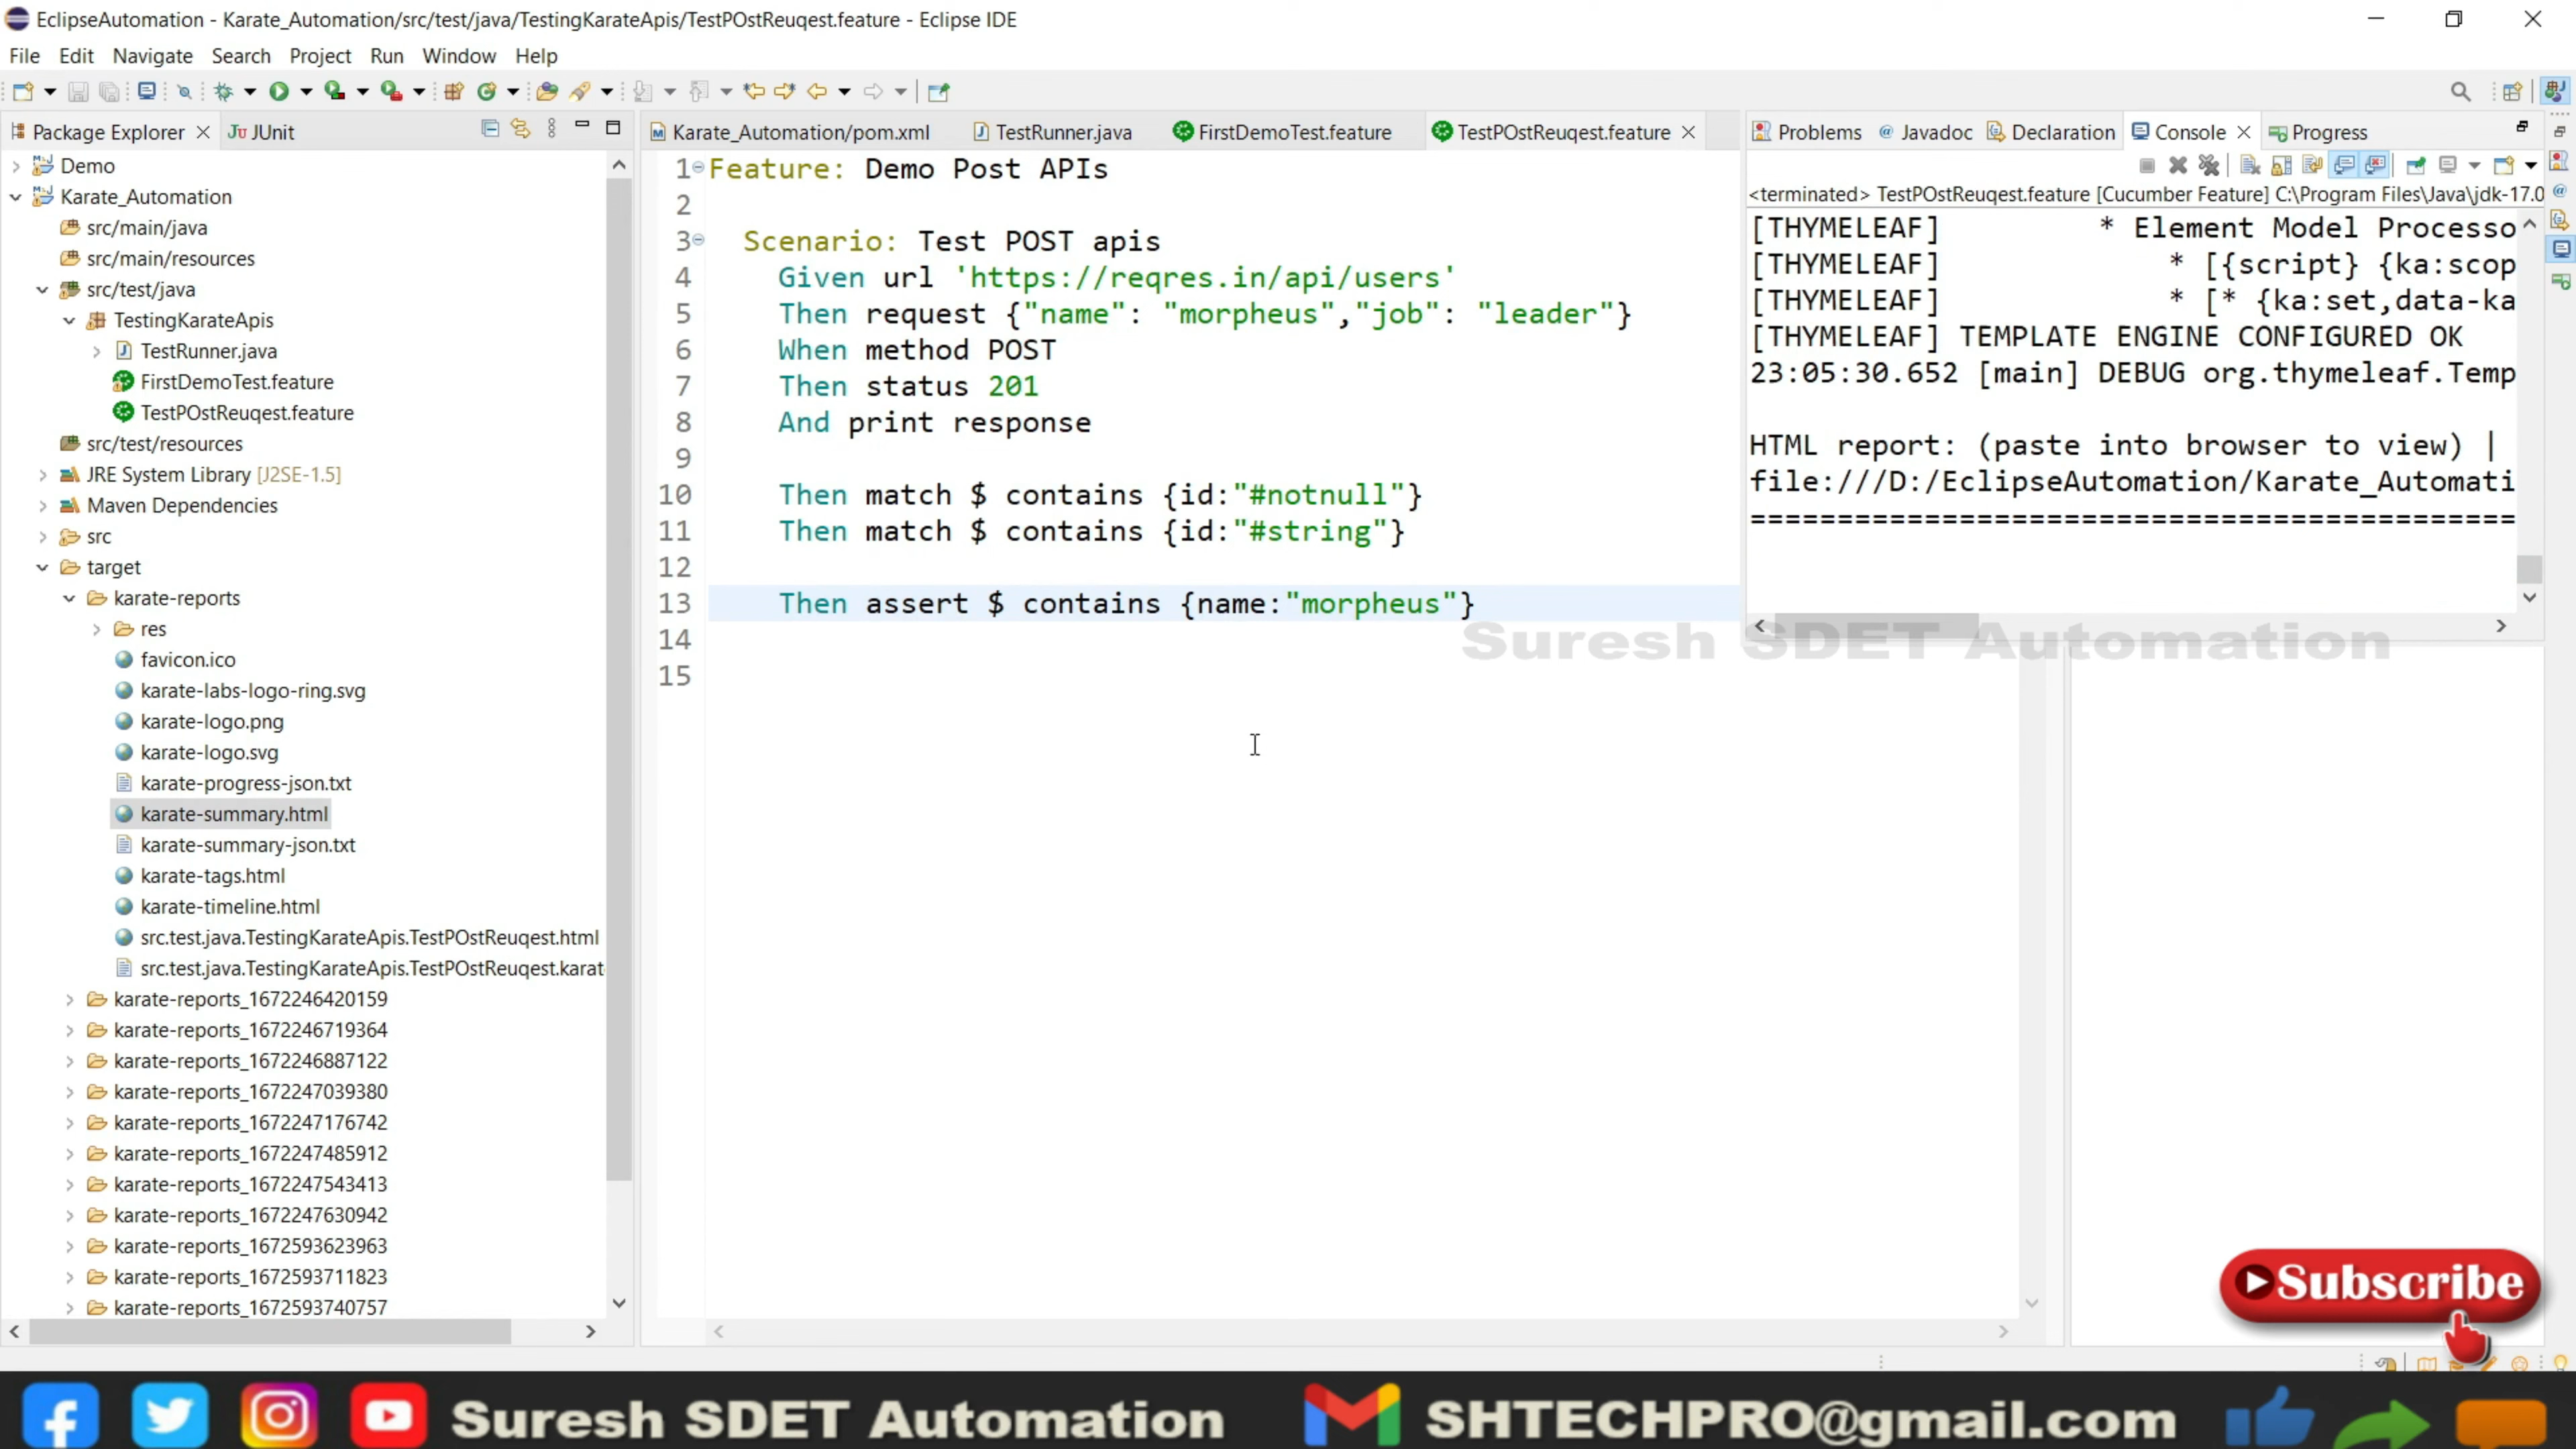 EclipseAutomation - Karate_Automation/src/test/java/TestingKarateApis/TestPOstReuqest.feature - Eclipse IDE
File Edit Navigate Search Project Run Window Help
Package Explorer
JUnit
Demo
Karate_Automation
src/main/java
src/main/resources
src/test/java
TestingKarateApis
TestRunner.java
FirstDemoTest.feature
TestPOstReuqest.feature
src/test/resources
JRE System Library [J2SE-1.5]
Maven Dependencies
src
target
karate-reports
res
favicon.ico
karate-labs-logo-ring.svg
karate-logo.png
karate-logo.svg
karate-progress-json.txt
karate-summary.html
karate-summary-json.txt
karate-tags.html
karate-timeline.html
src.test.java.TestingKarateApis.TestPOstReuqest.html
src.test.java.TestingKarateApis.TestPOstReuqest.karat
karate-reports_1672246420159
karate-reports_1672246719364
karate-reports_1672246887122
karate-reports_1672247039380
karate-reports_1672247176742
karate-reports_1672247485912
karate-reports_1672247543413
karate-reports_1672247630942
karate-reports_1672593623963
karate-reports_1672593711823
karate-reports_1672593740757
Karate_Automation/pom.xml TestRunner.java FirstDemoTest.feature TestPOstReuqest.feature
1 Feature: Demo Post APIs
2
3 Scenario: Test POST apis
4 Given url 'https://reqres.in/api/users'
5 Then request {"name": "morpheus","job": "leader"}
6 When method POST
7 Then status 201
8 And print response
9
10 Then match $ contains {id:"#notnull"}
11 Then match $ contains {id:"#string"}
12
13 Then assert $ contains {name:"morpheus"}
14
15
Problems Javadoc Declaration Console Progress
<terminated> TestPOstReuqest.feature [Cucumber Feature] C:\Program Files\Java\jdk-17.0
[THYMELEAF] * Element Model Processo
[THYMELEAF] * [{script} {ka:scop
[THYMELEAF] * [* {ka:set,data-ka
[THYMELEAF] TEMPLATE ENGINE CONFIGURED OK
23:05:30.652 [main] DEBUG org.thymeleaf.Temp
HTML report: (paste into browser to view) |
file:///D:/EclipseAutomation/Karate_Automati
============================================
Suresh SDET Automation
Subscribe
Suresh SDET Automation
SHTECHPRO@gmail.com